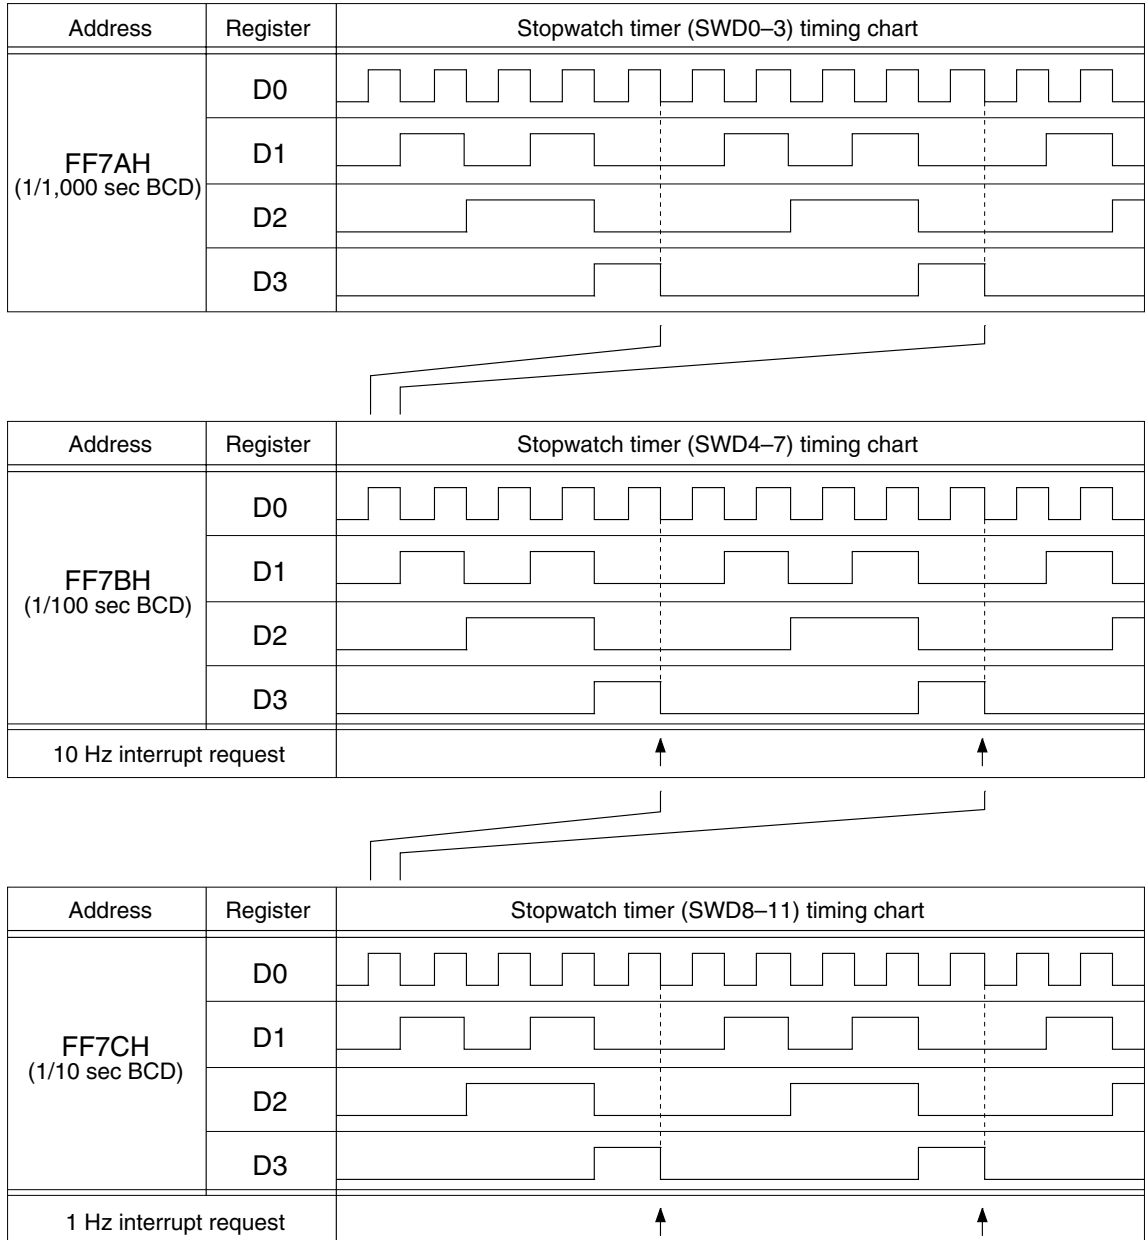 Address Register Stopwatch timer (SWD0–3) timing chart
D0
D1
FF7AH
(1/1,000 sec BCD)
D2
D3
Address Register Stopwatch timer (SWD4–7) timing chart
D0
D1
FF7BH
(1/100 sec BCD)
D2
D3
10 Hz interrupt request
Address Register Stopwatch timer (SWD8–11) timing chart
D0
D1
FF7CH
(1/10 sec BCD)
D2
D3
1 Hz interrupt request